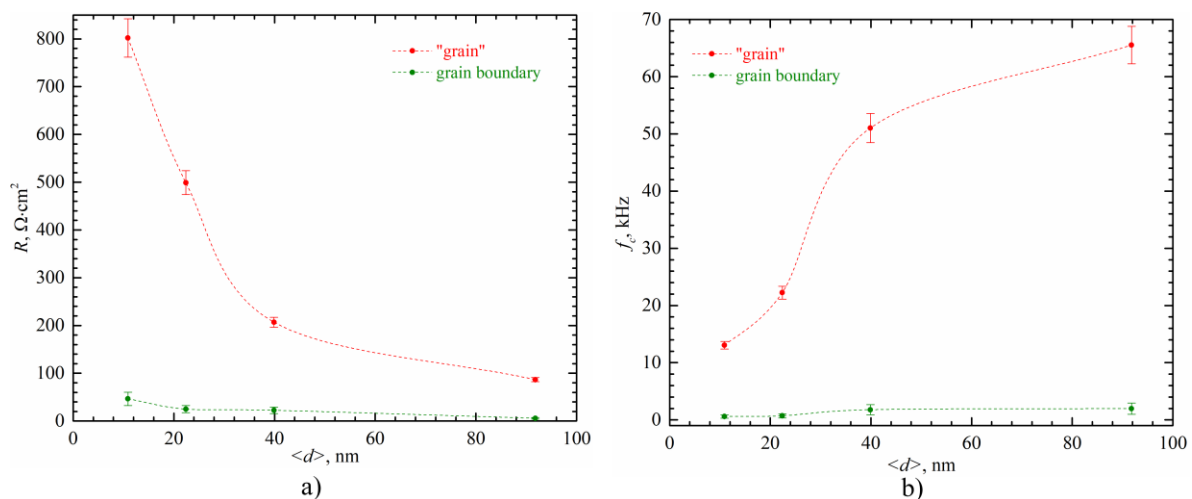 800
700
600
500
400
300
200
100
0
0 20 40 60 80 100
R, Ω·cm²
<d>, nm
"grain"
grain boundary
a)
70
60
50
40
30
20
10
0
0 20 40 60 80 100
f_c, kHz
<d>, nm
"grain"
grain boundary
b)